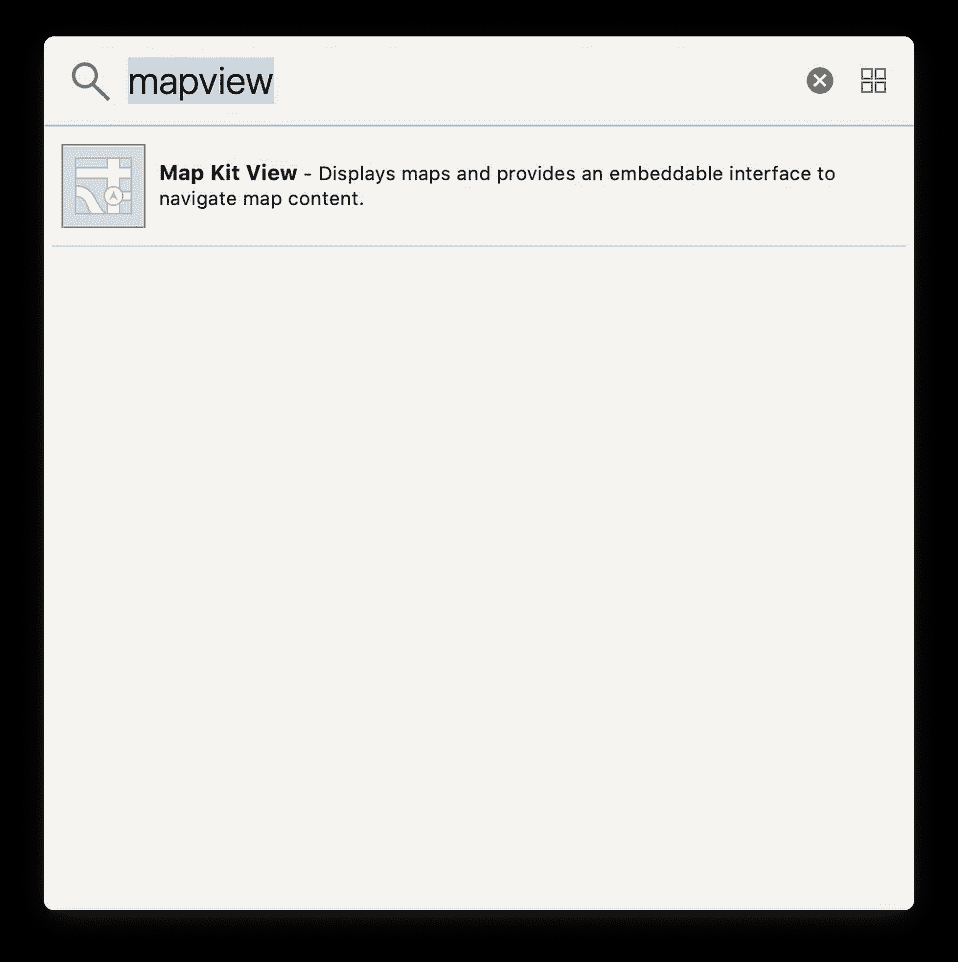 mapview
Map Kit View - Displays maps and provides an embeddable interface to
navigate map content.